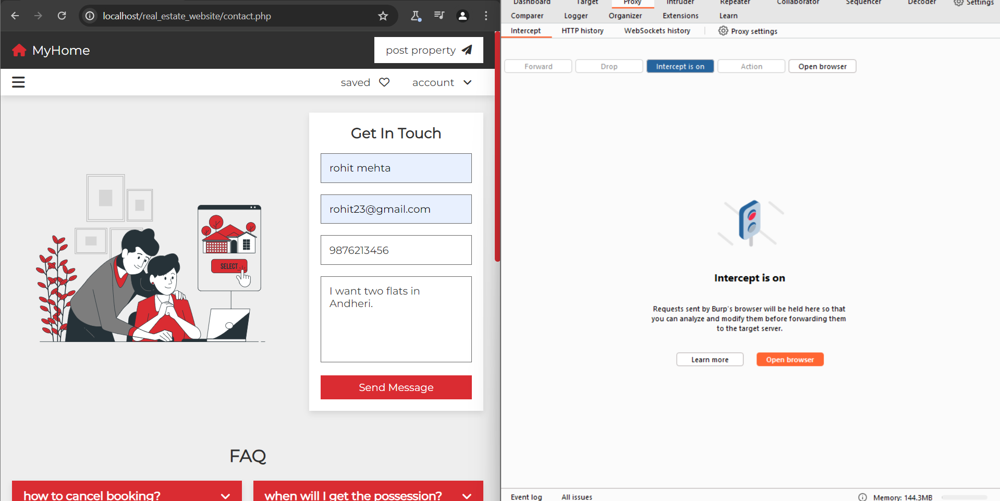 localhost/real_estate_website/contact.php
MyHome
post property
saved
account
Get In Touch
rohit mehta
rohit23@gmail.com
9876213456
I want two flats in
Andheri.
Send Message
SELECT
FAQ
how to cancel booking?
when will I get the possession?
Dashboard Target Proxy Intruder Repeater Collaborator Sequencer Decoder Settings
Comparer Logger Organizer Extensions Learn
Intercept HTTP history WebSockets history Proxy settings
Forward Drop Intercept is on Action Open browser
Intercept is on
Requests sent by Burp's browser will be held here so that
you can analyze and modify them before forwarding them
to the target server.
Learn more Open browser
Event log All issues Memory: 144.3MB